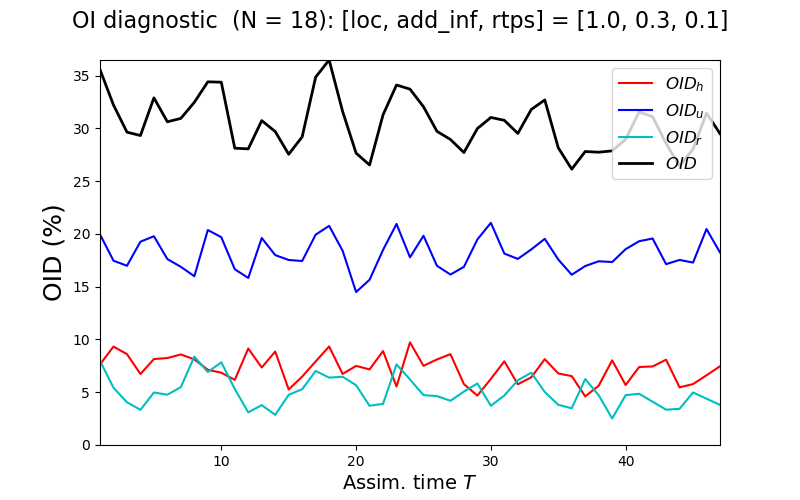 OI diagnostic  (N = 18): [loc, add_inf, rtps] = [1.0, 0.3, 0.1]
OID (%)
35
30
25
20
15
10
5
0
OID_h
OID_u
OID_r
OID
10
20
30
40
Assim. time T